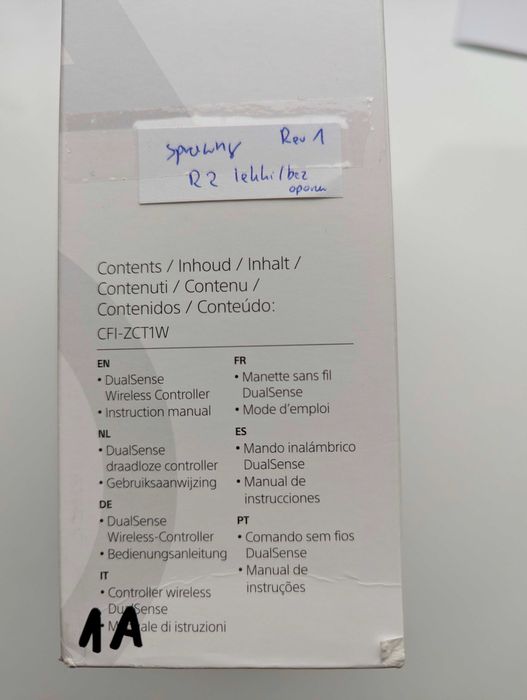 sprawny Rev 1
R2 lekki/bez
oporu
Contents / Inhoud / Inhalt /
Contenuti / Contenu /
Contenidos / Conteúdo:
CFI-ZCT1W
EN
• DualSense
Wireless Controller
• Instruction manual
NL
• DualSense
draadloze controller
• Gebruiksaanwijzing
DE
• DualSense
Wireless-Controller
• Bedienungsanleitung
IT
• Controller wireless
DualSense
• Manuale di istruzioni
FR
• Manette sans fil
DualSense
• Mode d'emploi
ES
• Mando inalámbrico
DualSense
• Manual de
instrucciones
PT
• Comando sem fios
DualSense
• Manual de
instruções
1A